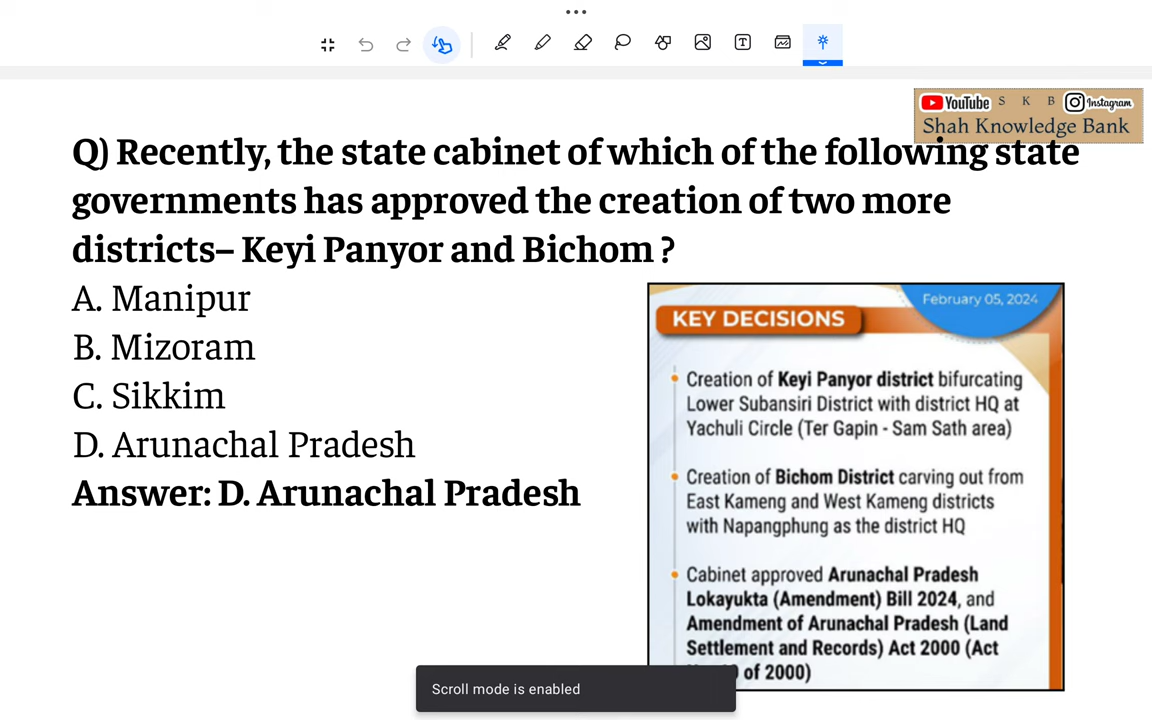 YouTube S K B Instagram
Shah Knowledge Bank
Q) Recently, the state cabinet of which of the following state
governments has approved the creation of two more
districts– Keyi Panyor and Bichom ?
A. Manipur
B. Mizoram
C. Sikkim
D. Arunachal Pradesh
Answer: D. Arunachal Pradesh
February 05, 2024
KEY DECISIONS
Creation of Keyi Panyor district bifurcating
Lower Subansiri District with district HQ at
Yachuli Circle (Ter Gapin - Sam Sath area)
Creation of Bichom District carving out from
East Kameng and West Kameng districts
with Napangphung as the district HQ
Cabinet approved Arunachal Pradesh
Lokayukta (Amendment) Bill 2024, and
Amendment of Arunachal Pradesh (Land
Settlement and Records) Act 2000 (Act
of 2000)
Scroll mode is enabled